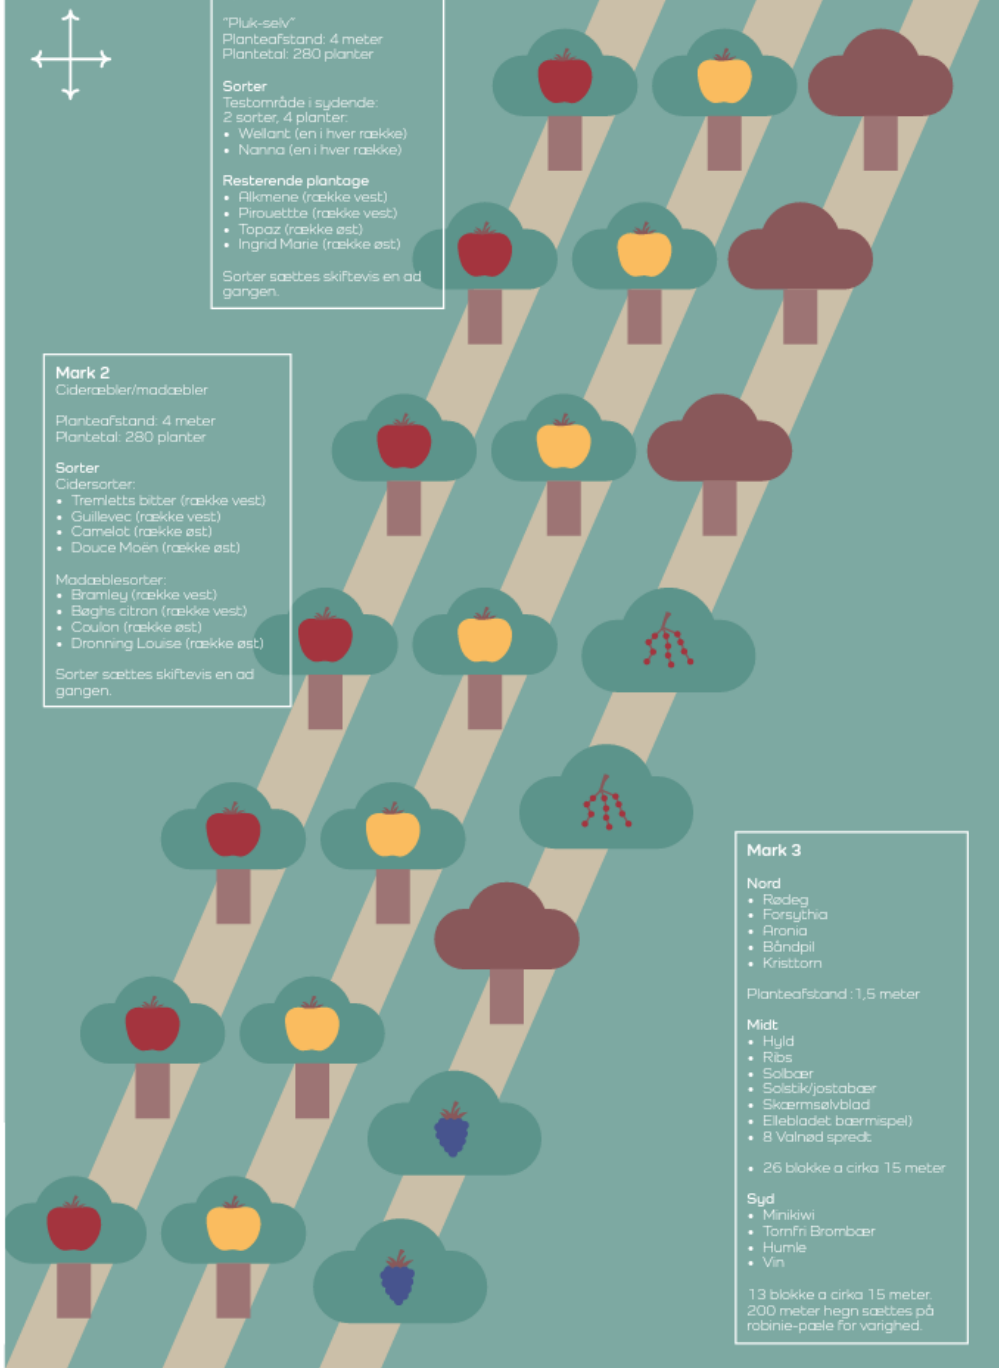 "Pluk-selv"
Planteafstand: 4 meter
Plantetal: 280 planter
Sorter
Testområde i sydende:
2 sorter, 4 planter:
• Wellant (en i hver række)
• Nanna (en i hver række)
Resterende plantage
• Alkmene (række vest)
• Pirouettte (række vest)
• Topaz (række øst)
• Ingrid Marie (række øst)
Sorter sættes skiftevis en ad
gangen.
Mark 2
Cideræbler/madæbler
Planteafstand: 4 meter
Plantetal: 280 planter
Sorter
Cidersorter:
• Tremletts bitter (række vest)
• Guillevec (række vest)
• Camelot (række øst)
• Douce Moën (række øst)
Madæblesorter:
• Bramley (række vest)
• Bøghs citron (række vest)
• Coulon (række øst)
• Dronning Louise (række øst)
Sorter sættes skiftevis en ad
gangen.
Mark 3
Nord
• Rødeg
• Forsythia
• Aronia
• Båndpil
• Kristtorn
Planteafstand : 1,5 meter
Midt
• Hyld
• Ribs
• Solbær
• Solstik/jostabær
• Skærmsølvblad
• Ellebladet bærmispel)
• 8 Valnød spredt
• 26 blokke a cirka 15 meter
Syd
• Minikiwi
• Tornfri Brombær
• Humle
• Vin
13 blokke a cirka 15 meter.
200 meter hegn sættes på
robinie-pæle for varighed.